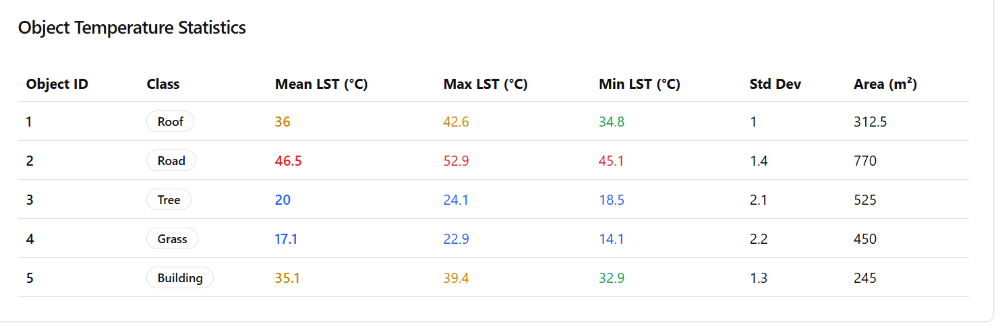 Object Temperature Statistics
Object ID Class Mean LST (°C) Max LST (°C) Min LST (°C) Std Dev Area (m²)
1 Roof 36 42.6 34.8 1 312.5
2 Road 46.5 52.9 45.1 1.4 770
3 Tree 20 24.1 18.5 2.1 525
4 Grass 17.1 22.9 14.1 2.2 450
5 Building 35.1 39.4 32.9 1.3 245